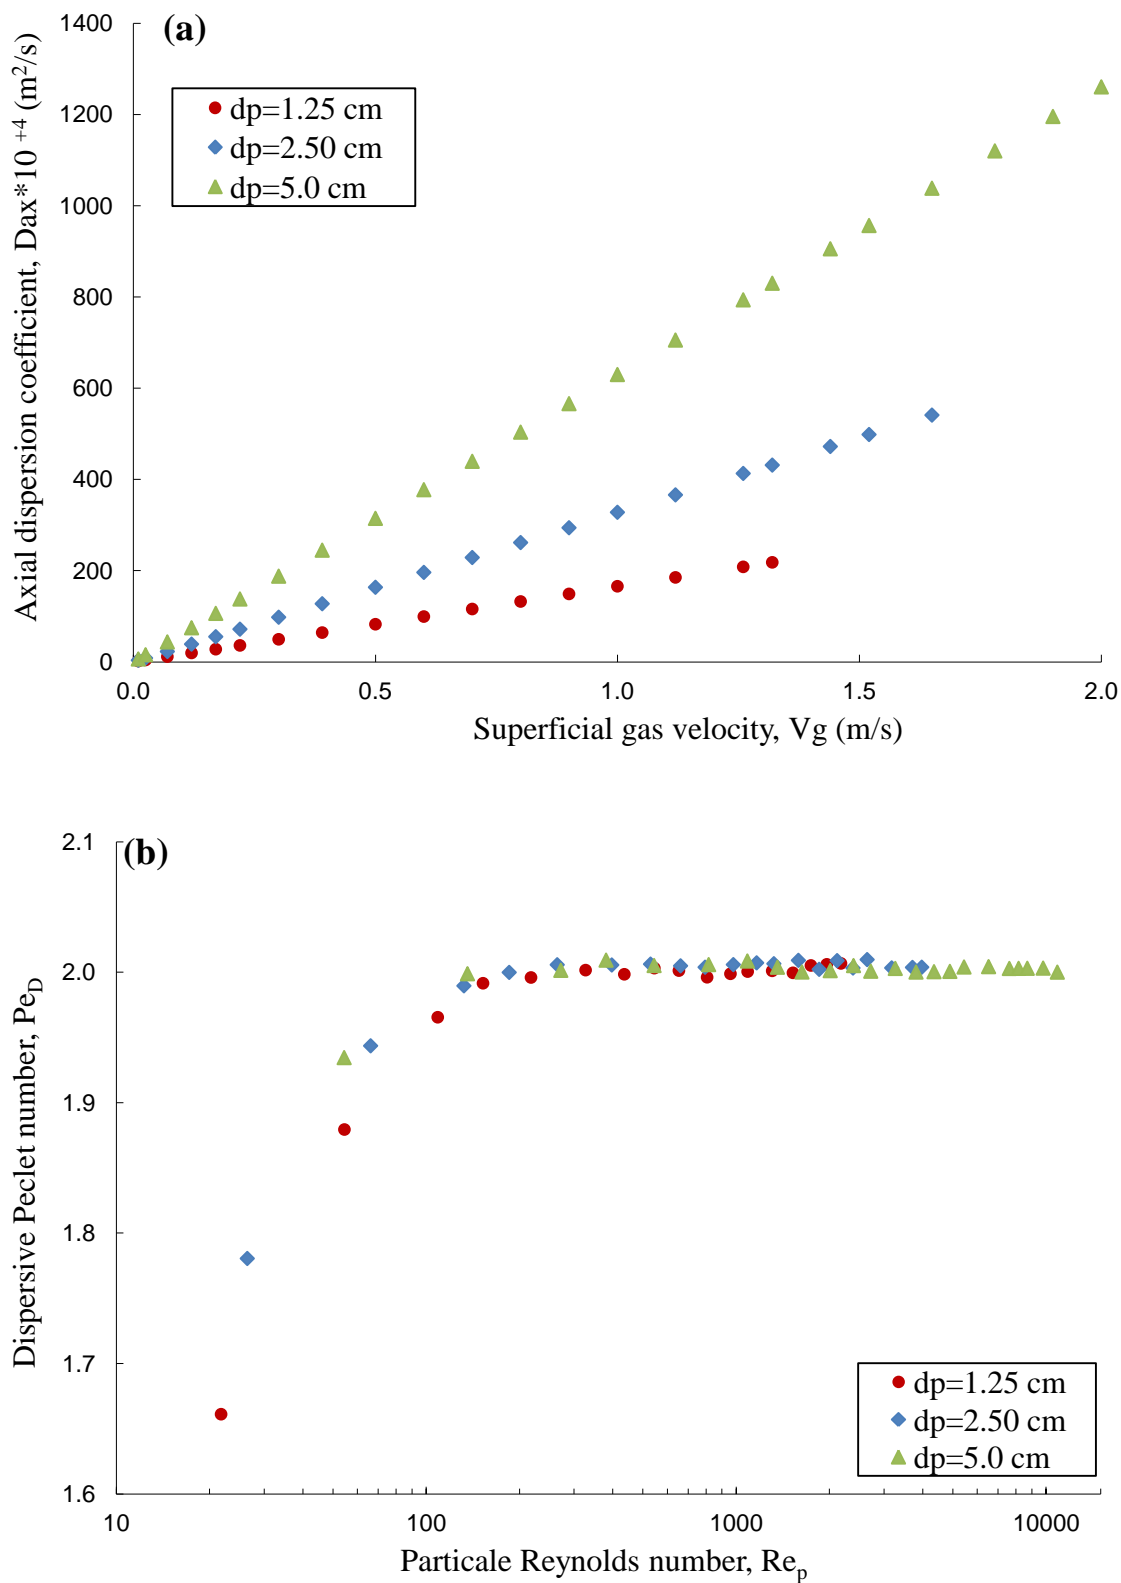 (a)
1400
1200
1000
800
600
400
200
0
Axial dispersion coefficient, Dax*10 +4 (m2/s)
dp=1.25 cm
dp=2.50 cm
dp=5.0 cm
0.0 0.5 1.0 1.5 2.0
Superficial gas velocity, Vg (m/s)
(b)
2.1
2.0
1.9
1.8
1.7
1.6
Dispersive Peclet number, PeD
dp=1.25 cm
dp=2.50 cm
dp=5.0 cm
10 100 1000 10000
Particale Reynolds number, Rep